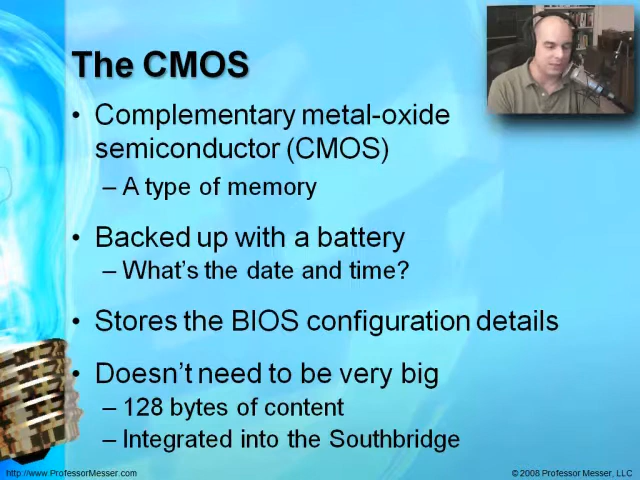 The CMOS
• Complementary metal-oxide
semiconductor (CMOS)
– A type of memory
• Backed up with a battery
– What's the date and time?
• Stores the BIOS configuration details
• Doesn't need to be very big
– 128 bytes of content
– Integrated into the Southbridge
http://www.ProfessorMesser.com
© 2008 Professor Messer, LLC